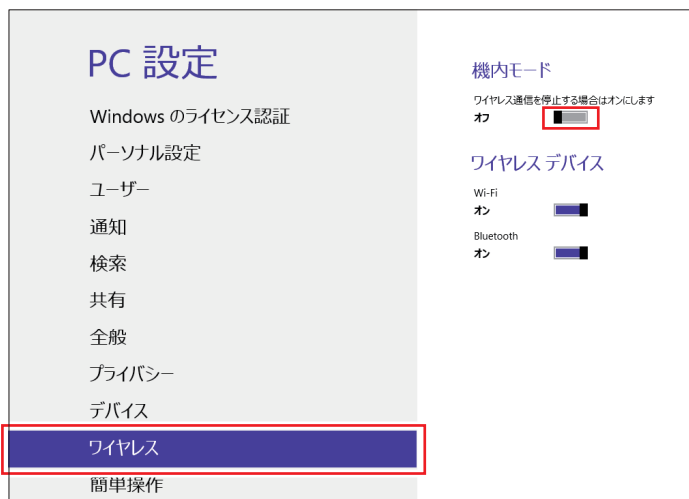 PC 設定
Windows のライセンス認証
パーソナル設定
ユーザー
通知
検索
共有
全般
プライバシー
デバイス
ワイヤレス
簡単操作
機内モード
ワイヤレス通信を停止する場合はオンにします
オフ
ワイヤレス デバイス
Wi-Fi
オン
Bluetooth
オン